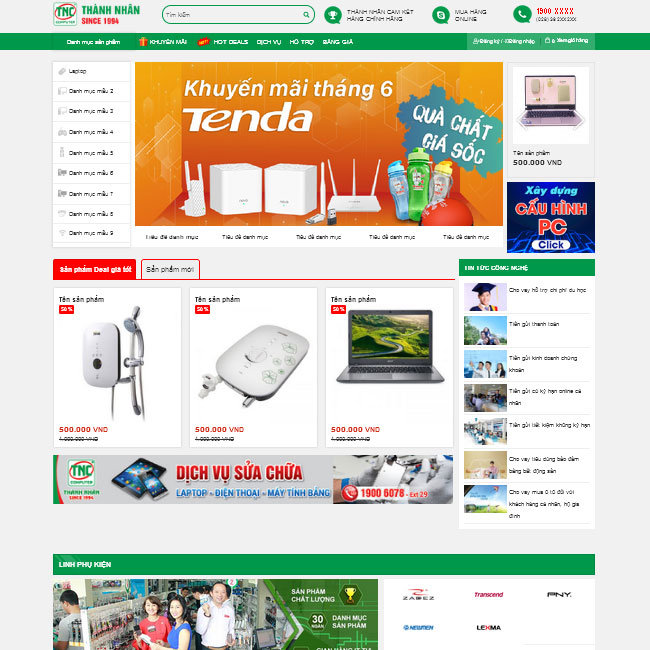 TNC
COMPUTER
THÀNH NHÂN
SINCE 1994
Tìm kiếm
THÀNH NHÂN CAM KẾT
HÀNG CHÍNH HÃNG
MUA HÀNG
ONLINE
1900 XXXX
Danh mục sản phẩm
KHUYẾN MÃI
HOT DEALS
DỊCH VỤ
HỖ TRỢ
BẢNG GIÁ
Đăng ký / Đăng nhập
0 Xem giỏ hàng
Laptop
Danh mục mẫu 2
Danh mục mẫu 3
Danh mục mẫu 4
Danh mục mẫu 5
Danh mục mẫu 6
Danh mục mẫu 7
Danh mục mẫu 8
Danh mục mẫu 9
Khuyến mãi tháng 6
Tenda
QUÀ CHẤT
GIÁ SỐC
Tiêu đề danh mục
Tiêu đề danh mục
Tiêu đề danh mục
Tiêu đề danh mục
Tiêu đề danh mục
Tên sản phẩm
500.000 VND
Xây dựng
CẤU HÌNH
PC
Click
Sản phẩm Deal giá tốt
Sản phẩm mới
Tên sản phẩm
50%
500.000 VND
1.000.000 VND
Tên sản phẩm
50%
500.000 VND
1.000.000 VND
Tên sản phẩm
50%
500.000 VND
1.000.000 VND
TIN TỨC CÔNG NGHỆ
Cho vay hỗ trợ chi phí du học
Tiền gửi thanh toán
Tiền gửi kinh doanh chứng
khoán
Tiền gửi có kỳ hạn online cá
nhân
Tiền gửi tiết kiệm không kỳ hạn
Cho vay tiêu dùng bảo đảm
bằng bất động sản
Cho vay mua ô tô đối với
khách hàng cá nhân, hộ gia
đình
TNC
COMPUTER
THÀNH NHÂN
SINCE 1994
DỊCH VỤ SỬA CHỮA
LAPTOP - ĐIỆN THOẠI - MÁY TÍNH BẢNG
1900 6078 - Ext 29
LINH PHỤ KIỆN
SẢN PHẨM
CHẤT LƯỢNG
30
NGÀN
DANH MỤC
SẢN PHẨM
ZADEZ
Transcend
PNY
NEWMEN
LEXMA